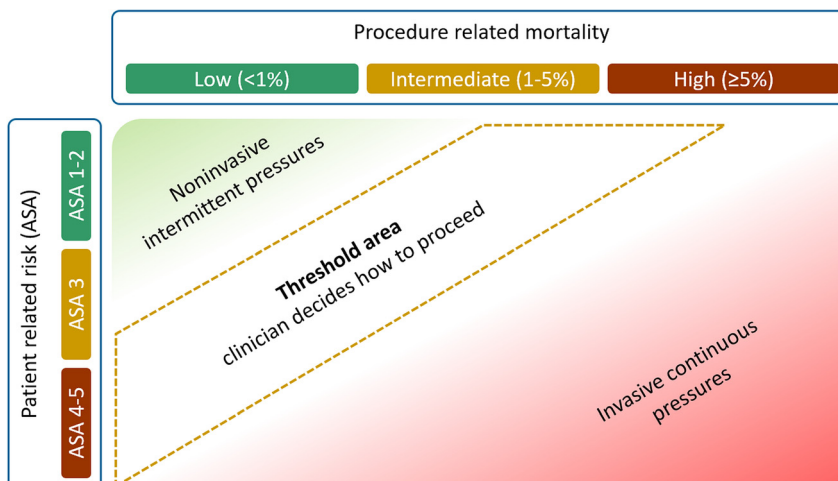 Procedure related mortality
Low (<1%)
Intermediate (1-5%)
High (≥5%)
Patient related risk (ASA)
ASA 1-2
ASA 3
ASA 4-5
Noninvasive
intermittent pressures
Threshold area
clinician decides how to proceed
Invasive continuous
pressures